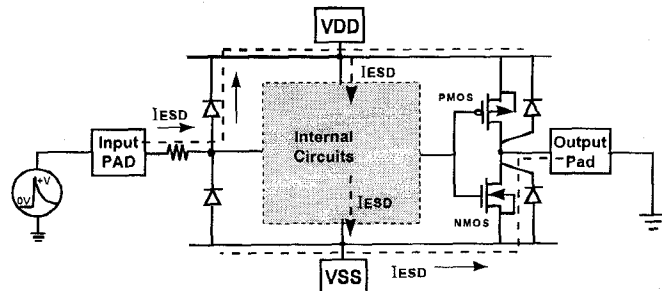 VDD
IESD
PMOS
IESD
Input
PAD
Internal
Circuits
Output
Pad
+V
0V
IESD
NMOS
VSS
IESD